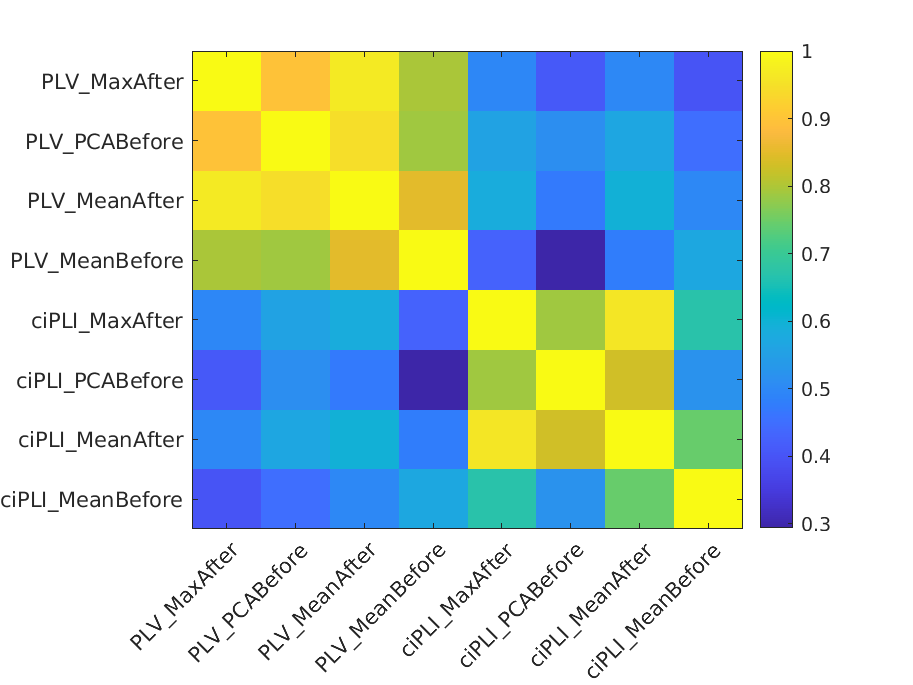 PLV_MaxAfter
PLV_PCABefore
PLV_MeanAfter
PLV_MeanBefore
ciPLI_MaxAfter
ciPLI_PCABefore
ciPLI_MeanAfter
ciPLI_MeanBefore
PLV_MaxAfter
PLV_PCABefore
PLV_MeanAfter
PLV_MeanBefore
ciPLI_MaxAfter
ciPLI_PCABefore
ciPLI_MeanAfter
ciPLI_MeanBefore
1
0.9
0.8
0.7
0.6
0.5
0.4
0.3